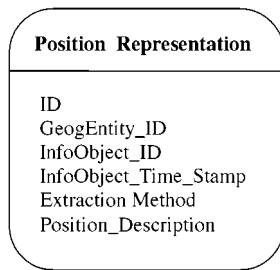 Position Representation
ID
GeogEntity_ID
InfoObject_ID
InfoObject_Time_Stamp
Extraction Method
Position_Description